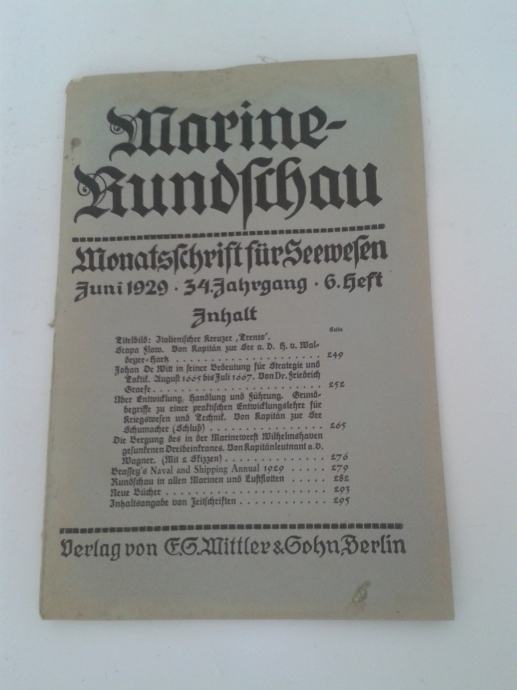 Marine-
Rundschau
Monatsschrift für Seewesen
Juni 1929 · 34. Jahrgang · 6. Heft
Inhalt
Seite
Titelbild: Italienischer Kreuzer „Trento“.
Scapa Flow. Von Kapitän zur See a. D. H. v. Wal-
deyer-Hartz . . . . . . . . . . . . . . . 249
Johan De Witt in seiner Bedeutung für Strategie und
Taktik. August 1665 bis Juli 1667. Von Dr. Friedrich
Graefe . . . . . . . . . . . . . . . . . . 252
Über Entwicklung, Handlung und Führung. Grund-
begriffe zu einer praktischen Entwicklungslehre für
Kriegswesen und Technik. Von Kapitän zur See
Schumacher (Schluß) . . . . . . . . . . . . 265
Die Bergung des in der Marinewerft Wilhelmshaven
gesunkenen Dreibeinkranes. Von Kapitänleutnant a. D.
Wagner. (Mit 2 Skizzen) . . . . . . . . . . 276
Brassey's Naval and Shipping Annual 1929 . . . . . 279
Rundschau in allen Marinen und Luftflotten . . . . 282
Neue Bücher . . . . . . . . . . . . . . . . 293
Inhaltsangabe von Zeitschriften . . . . . . . . . 295
Verlag von E. S. Mittler & Sohn, Berlin